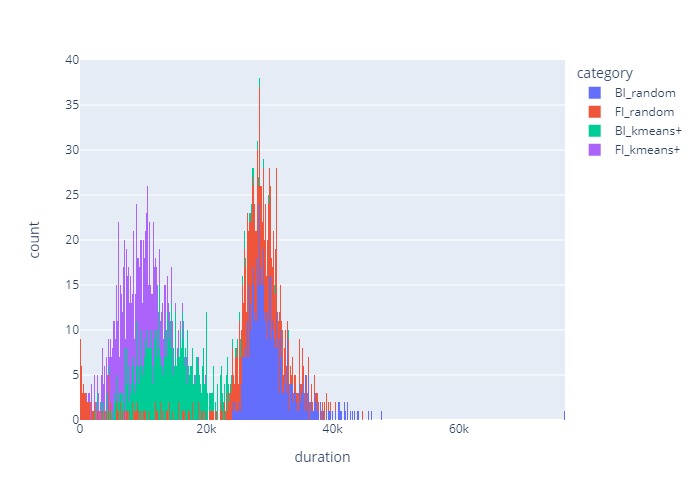 40
35
30
25
20
15
10
5
0
0
20k
40k
60k
duration
count
category
BI_random
FI_random
BI_kmeans+
FI_kmeans+